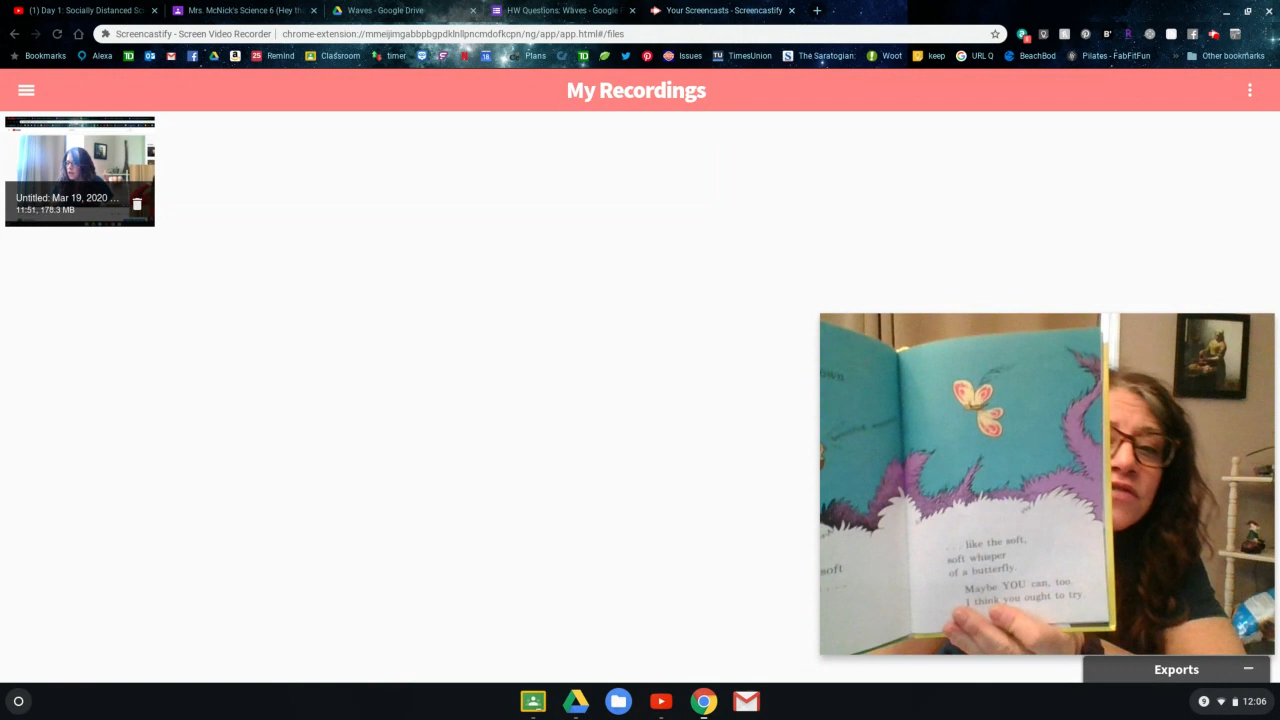 (1) Day 1: Socially Distanced Sc
Mrs. McNick's Science 6 (Hey th
Waves - Google Drive
HW Questions: Waves - Google F
Your Screencasts - Screencastify
Screencastify - Screen Video Recorder
chrome-extension://mmeijimgabbpbgpdklnllpncmdofkcpn/ng/app/app.html#/files
Bookmarks
Alexa
Remind
Classroom
timer
Plans
Issues
TimesUnion
The Saratogian:
Woot
keep
URL Q
BeachBod
Pilates - FabFitFun
Other bookmarks
My Recordings
Untitled: Mar 19, 2020 ...
11:51, 178.3 MB
soft
. . . .
. . . like the soft,
soft whisper
of a butterfly.
Maybe YOU can, too.
I think you ought to try.
Exports
12:06